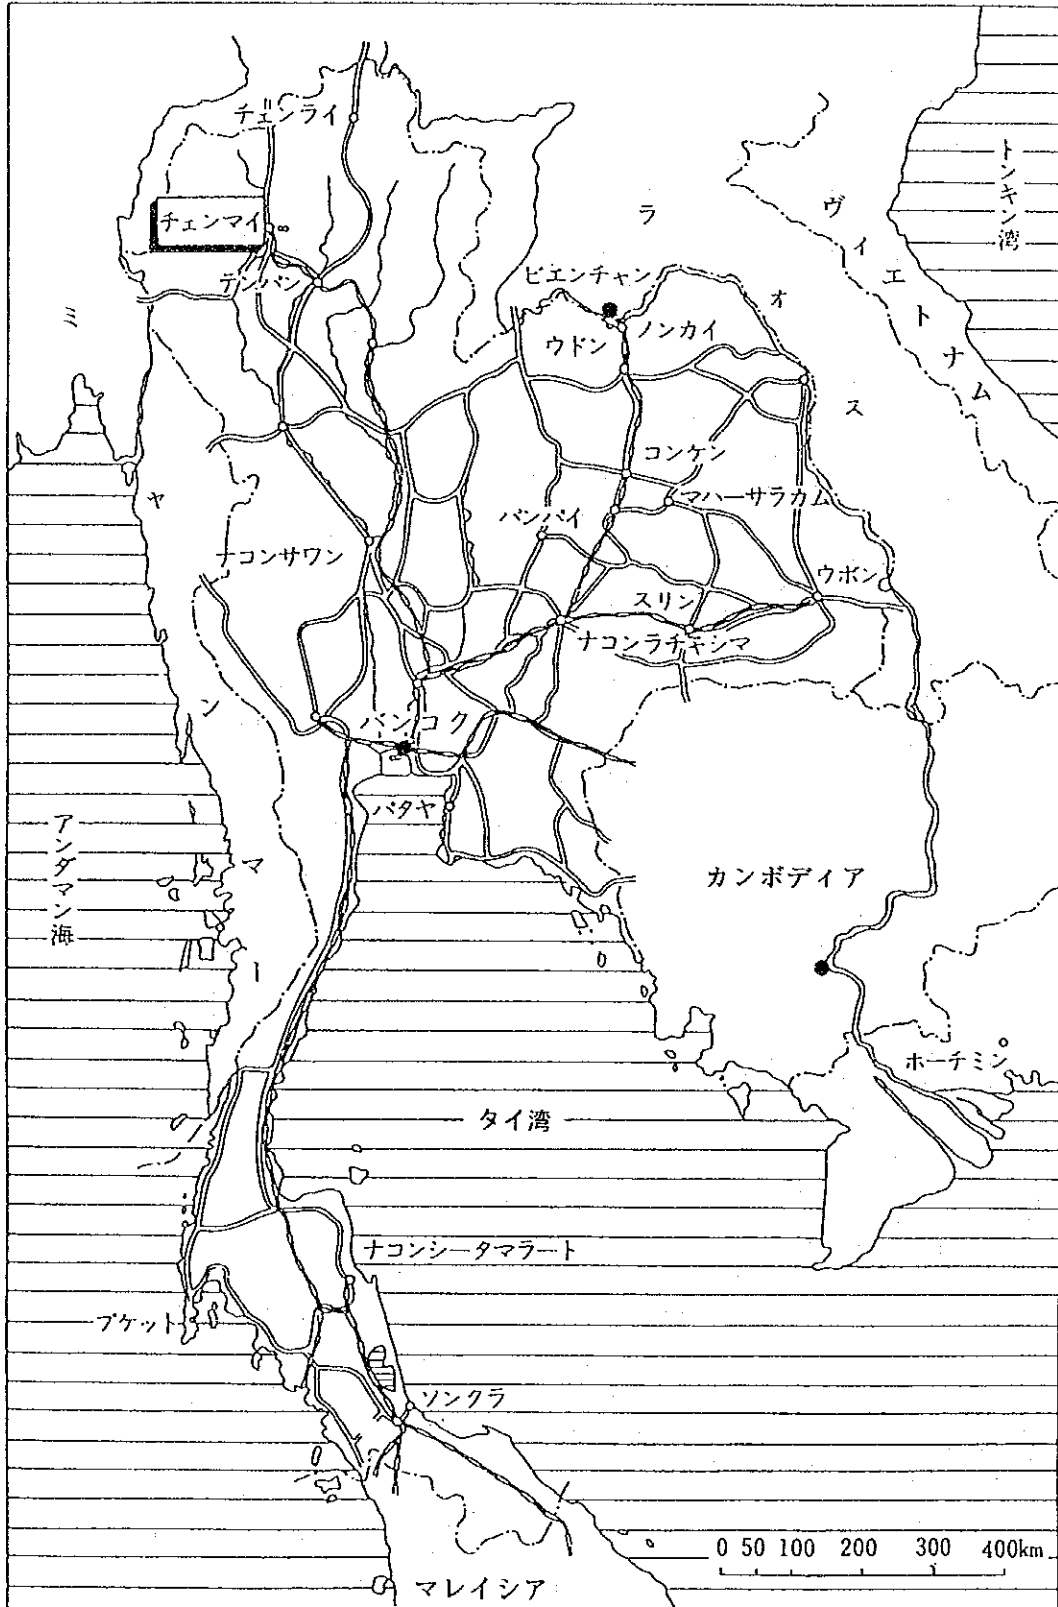 チェンライ
トンキン湾
チェンマイ
ラオス
ヴィエトナム
ビエンチャン
テンパン
ノンカイ
ウドン
ミャンマー
コンケン
マハーサラカム
バンパイ
ナコンサワン
ウボン
スリン
ナコンラチャシマ
バンコク
パタヤ
アンダマン海
カンボディア
ホーチミン
タイ湾
ナコンシータマラート
プケット
ソンクラ
0 50 100 200 300 400km
マレイシア